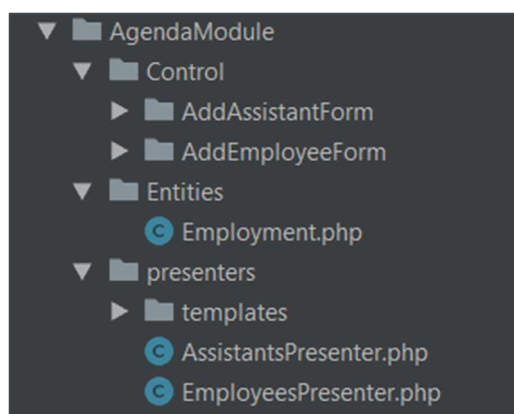 AgendaModule
Control
AddAssistantForm
AddEmployeeForm
Entities
C Employment.php
presenters
templates
C AssistantsPresenter.php
C EmployeesPresenter.php